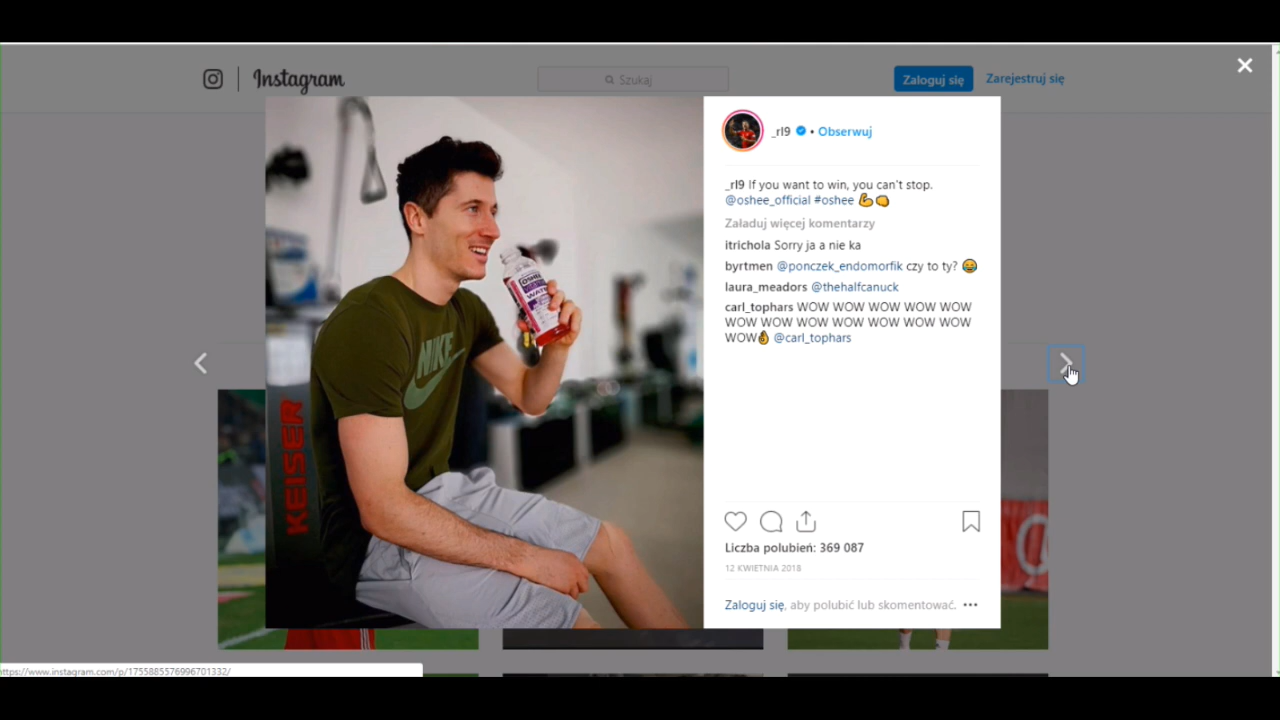 Instagram
Szukaj
Zaloguj się
Zarejestruj się
_rl9 • Obserwuj
_rl9 If you want to win, you can't stop.
@oshee_official #oshee 💪👊
Załaduj więcej komentarzy
itrichola Sorry ja a nie ka
byrtmen @ponczek_endomorfik czy to ty? 😂
laura_meadors @thehalfcanuck
carl_tophars WOW WOW WOW WOW WOW
WOW WOW WOW WOW WOW WOW WOW
WOW👌 @carl_tophars
NIKE
KEISER
Liczba polubień: 369 087
12 KWIETNIA 2018
Zaloguj się, aby polubić lub skomentować.
https://www.instagram.com/p/1755885576996701332/